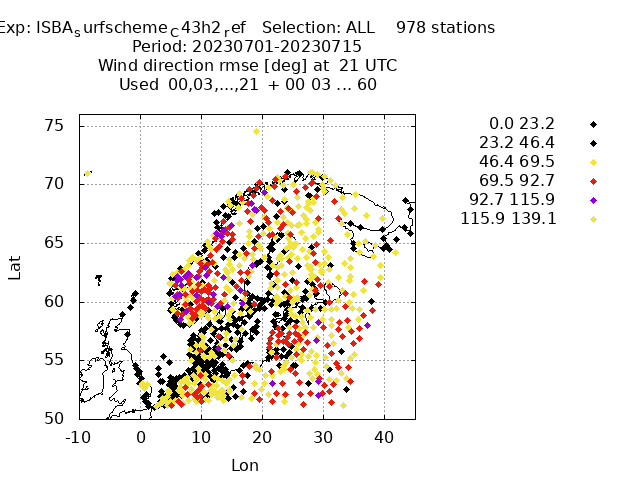 Exp: ISBAsurfschemeC43h2ref Selection: ALL 978 stations
Period: 20230701-20230715
Wind direction rmse [deg] at 21 UTC
Used 00,03,...,21 + 00 03 ... 60
0.0 23.2
23.2 46.4
46.4 69.5
69.5 92.7
92.7 115.9
115.9 139.1
75
70
65
60
55
50
Lat
-10 0 10 20 30 40
Lon